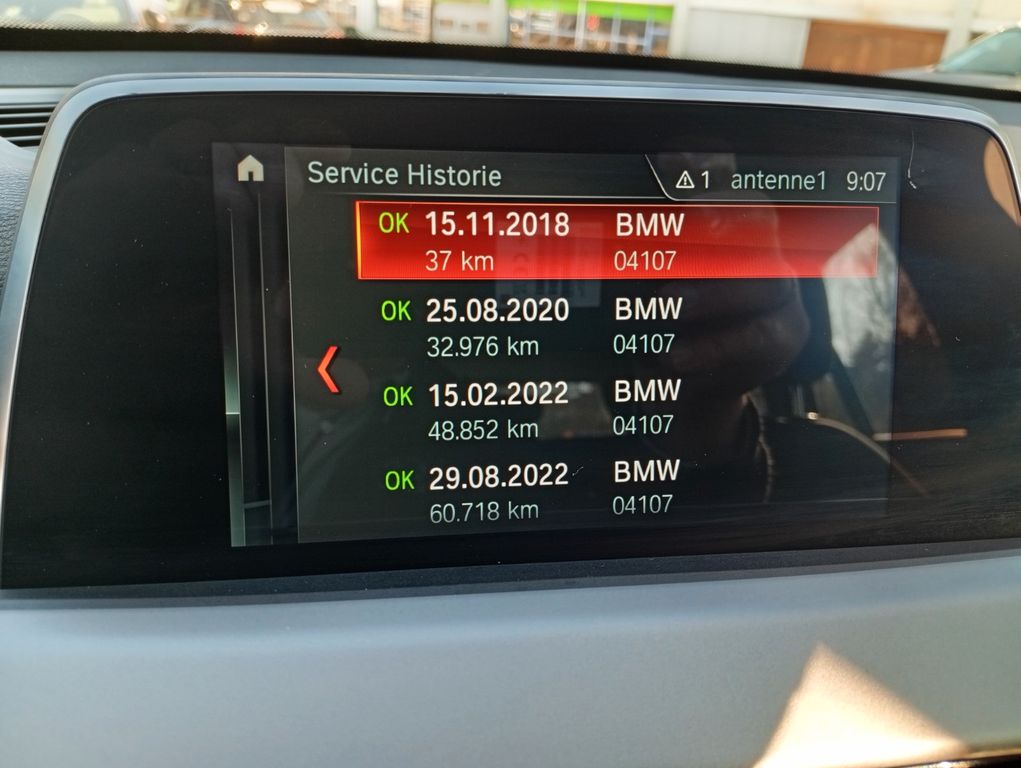 Service Historie 1 antenne1 9:07
OK 15.11.2018 BMW
37 km 04107
OK 25.08.2020 BMW
32.976 km 04107
OK 15.02.2022 BMW
48.852 km 04107
OK 29.08.2022 BMW
60.718 km 04107